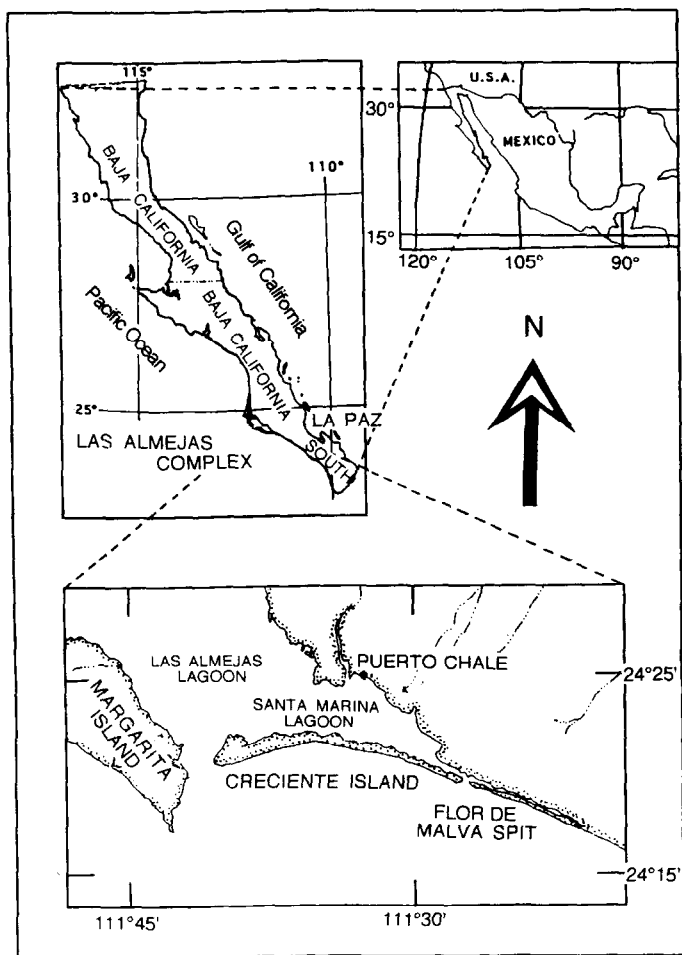 115°
110°
30°
BAJA CALIFORNIA
Gulf of California
Pacific Ocean
BAJA CALIFORNIA
SOUTH
25°
LA PAZ
LAS ALMEJAS
COMPLEX
U.S.A.
30°
MEXICO
15°
120°
105°
90°
N
LAS ALMEJAS
LAGOON
PUERTO CHALE
24°25'
SANTA MARINA
LAGOON
MARGARITA
ISLAND
CRECIENTE ISLAND
FLOR DE
MALVA SPIT
24°15'
111°45'
111°30'